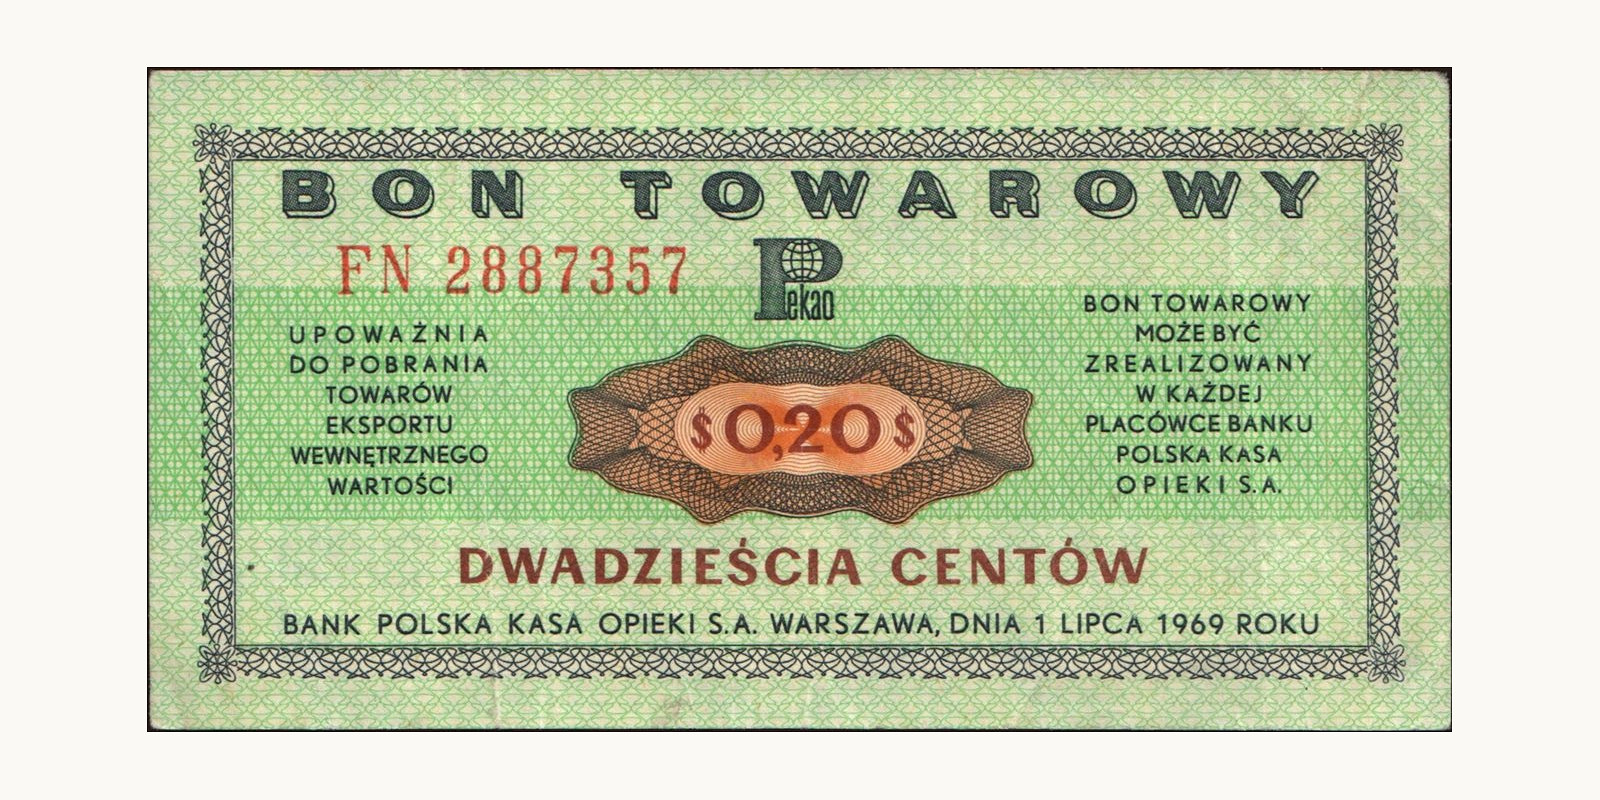 BON TOWAROWY
FN 2887357
Pekao
UPOWAŻNIA
DO POBRANIA
TOWARÓW
EKSPORTU
WEWNĘTRZNEGO
WARTOŚCI
$ 0,20 $
BON TOWAROWY
MOŻE BYĆ
ZREALIZOWANY
W KAŻDEJ
PLACÓWCE BANKU
POLSKA KASA
OPIEKI S.A.
DWADZIEŚCIA CENTÓW
BANK POLSKA KASA OPIEKI S.A. WARSZAWA, DNIA 1 LIPCA 1969 ROKU